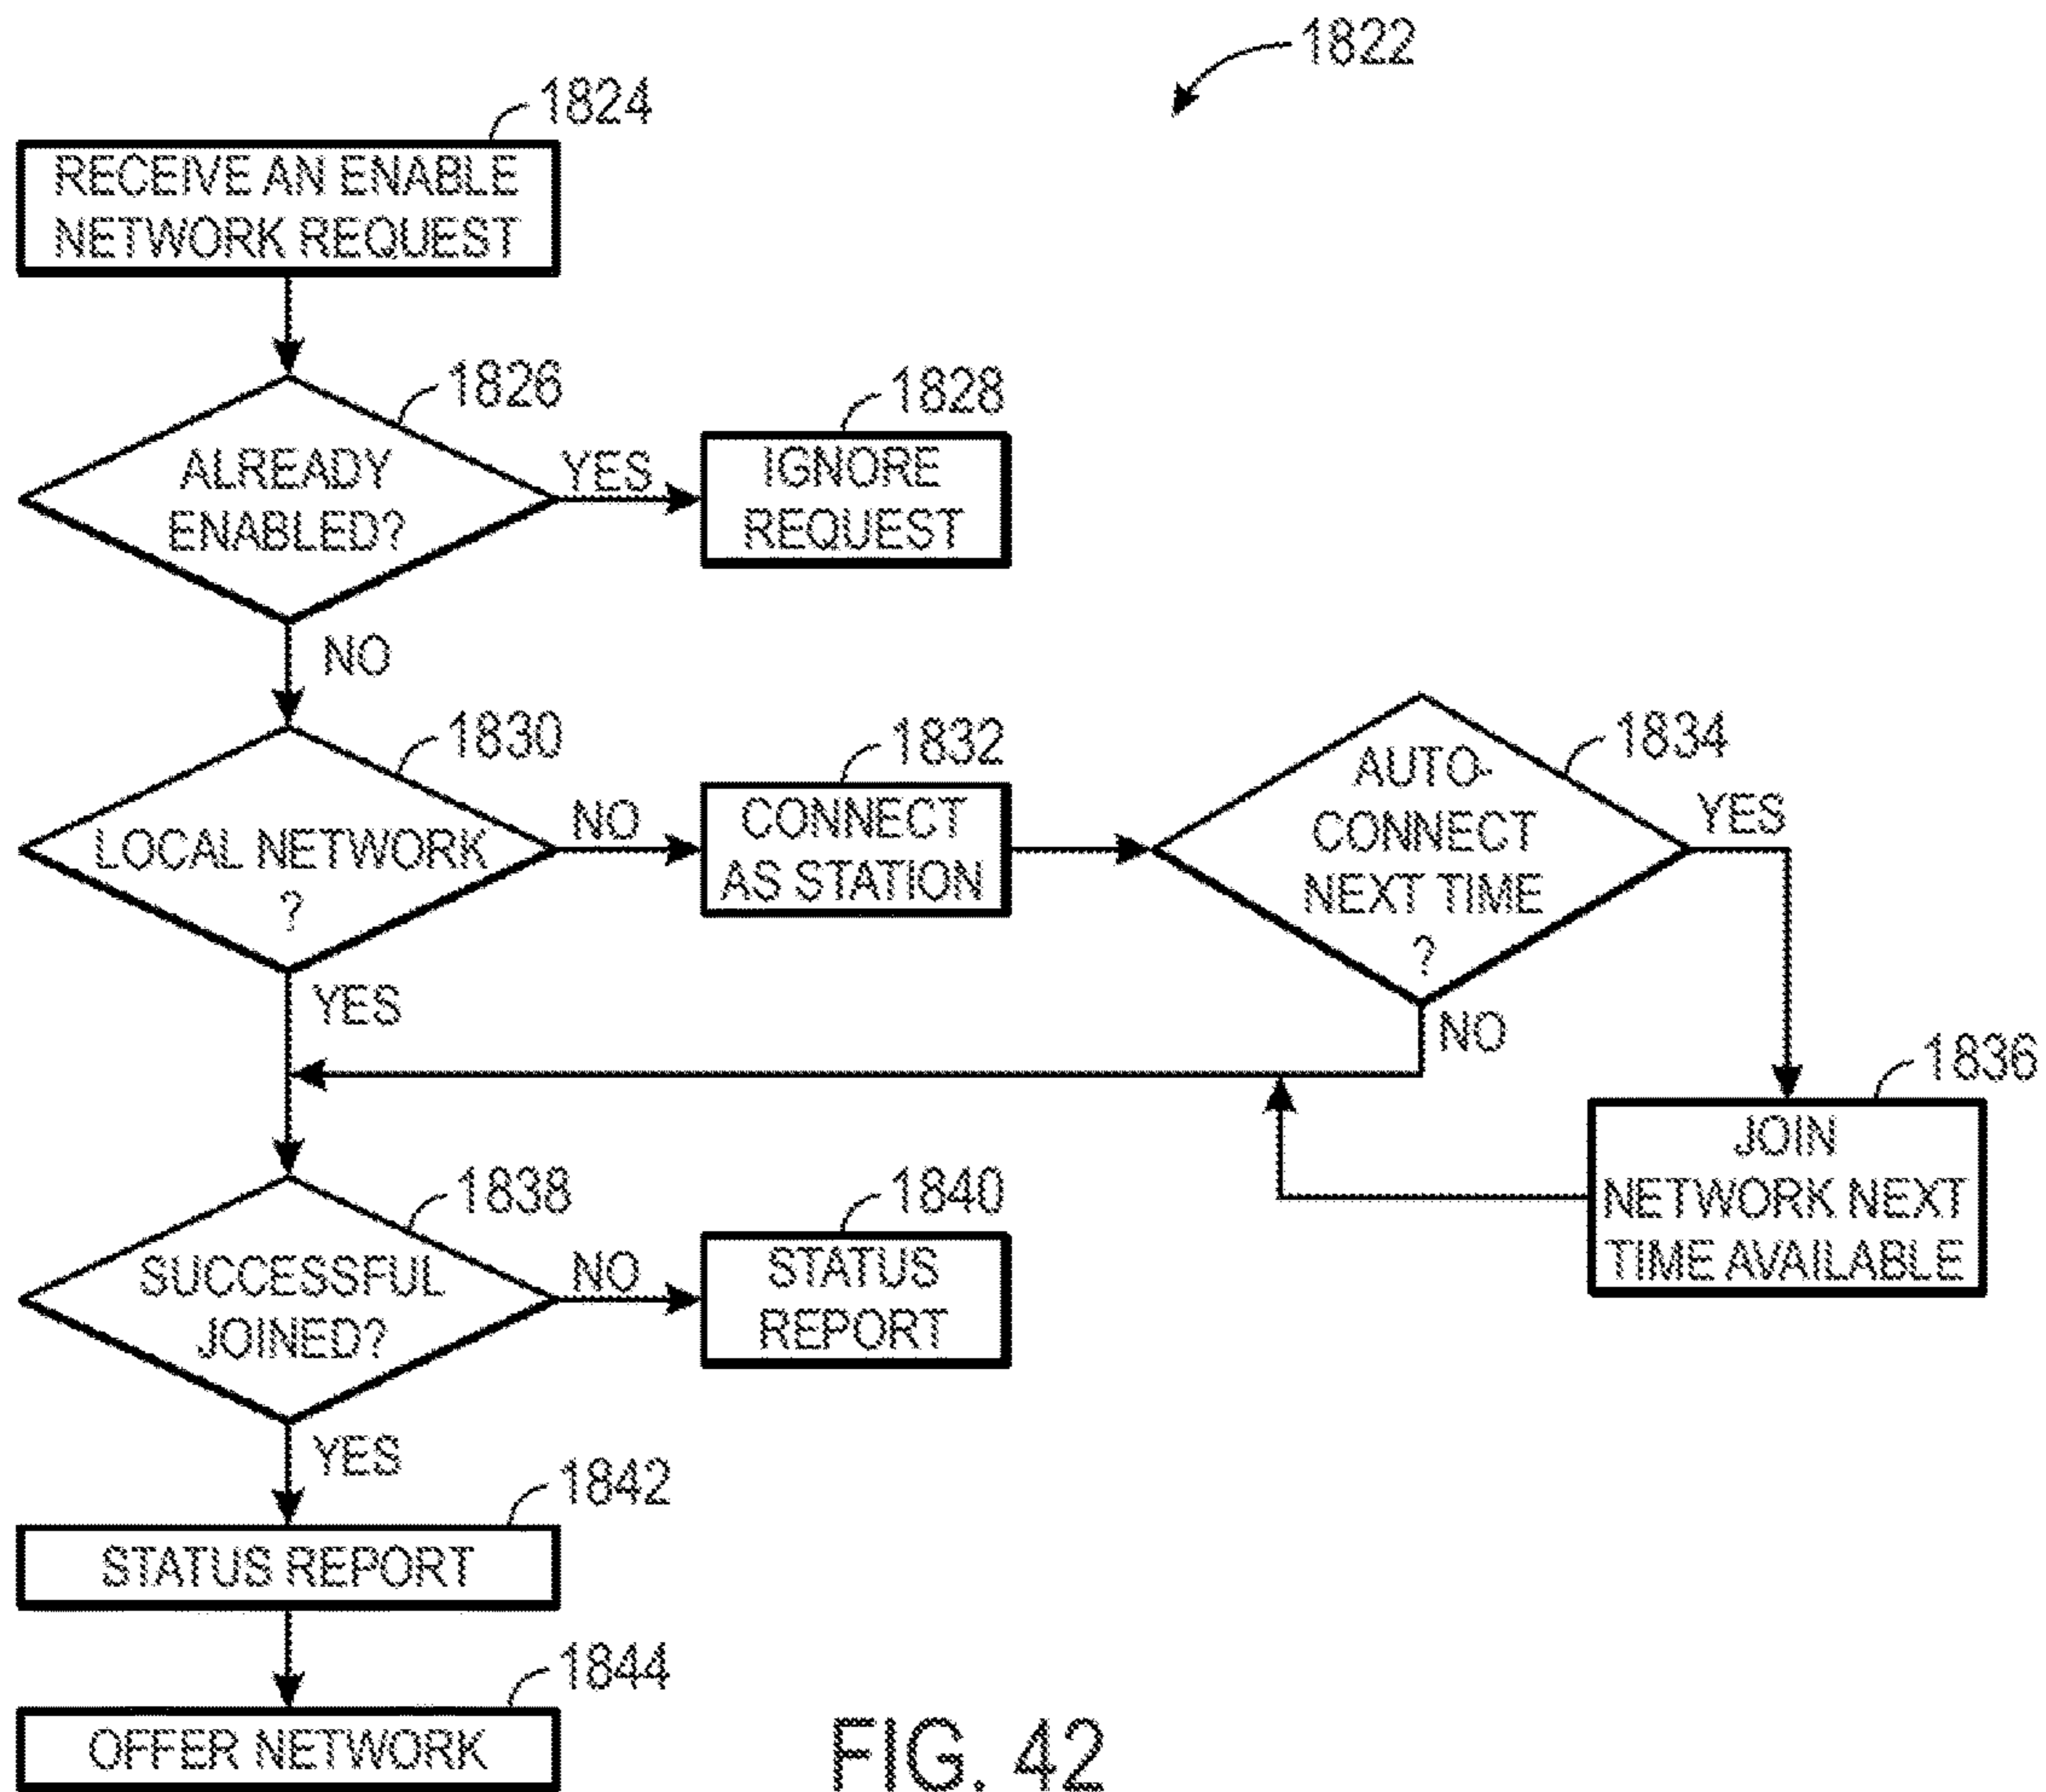 1822
1824
RECEIVE AN ENABLE
NETWORK REQUEST
1826
ALREADY
ENABLED?
YES
1828
IGNORE
REQUEST
NO
1830
LOCAL NETWORK
?
NO
1832
CONNECT
AS STATION
1834
AUTO-
CONNECT
NEXT TIME
?
YES
YES
NO
1836
JOIN
NETWORK NEXT
TIME AVAILABLE
1838
SUCCESSFUL
JOINED?
NO
1840
STATUS
REPORT
YES
1842
STATUS REPORT
1844
OFFER NETWORK
FIG. 42